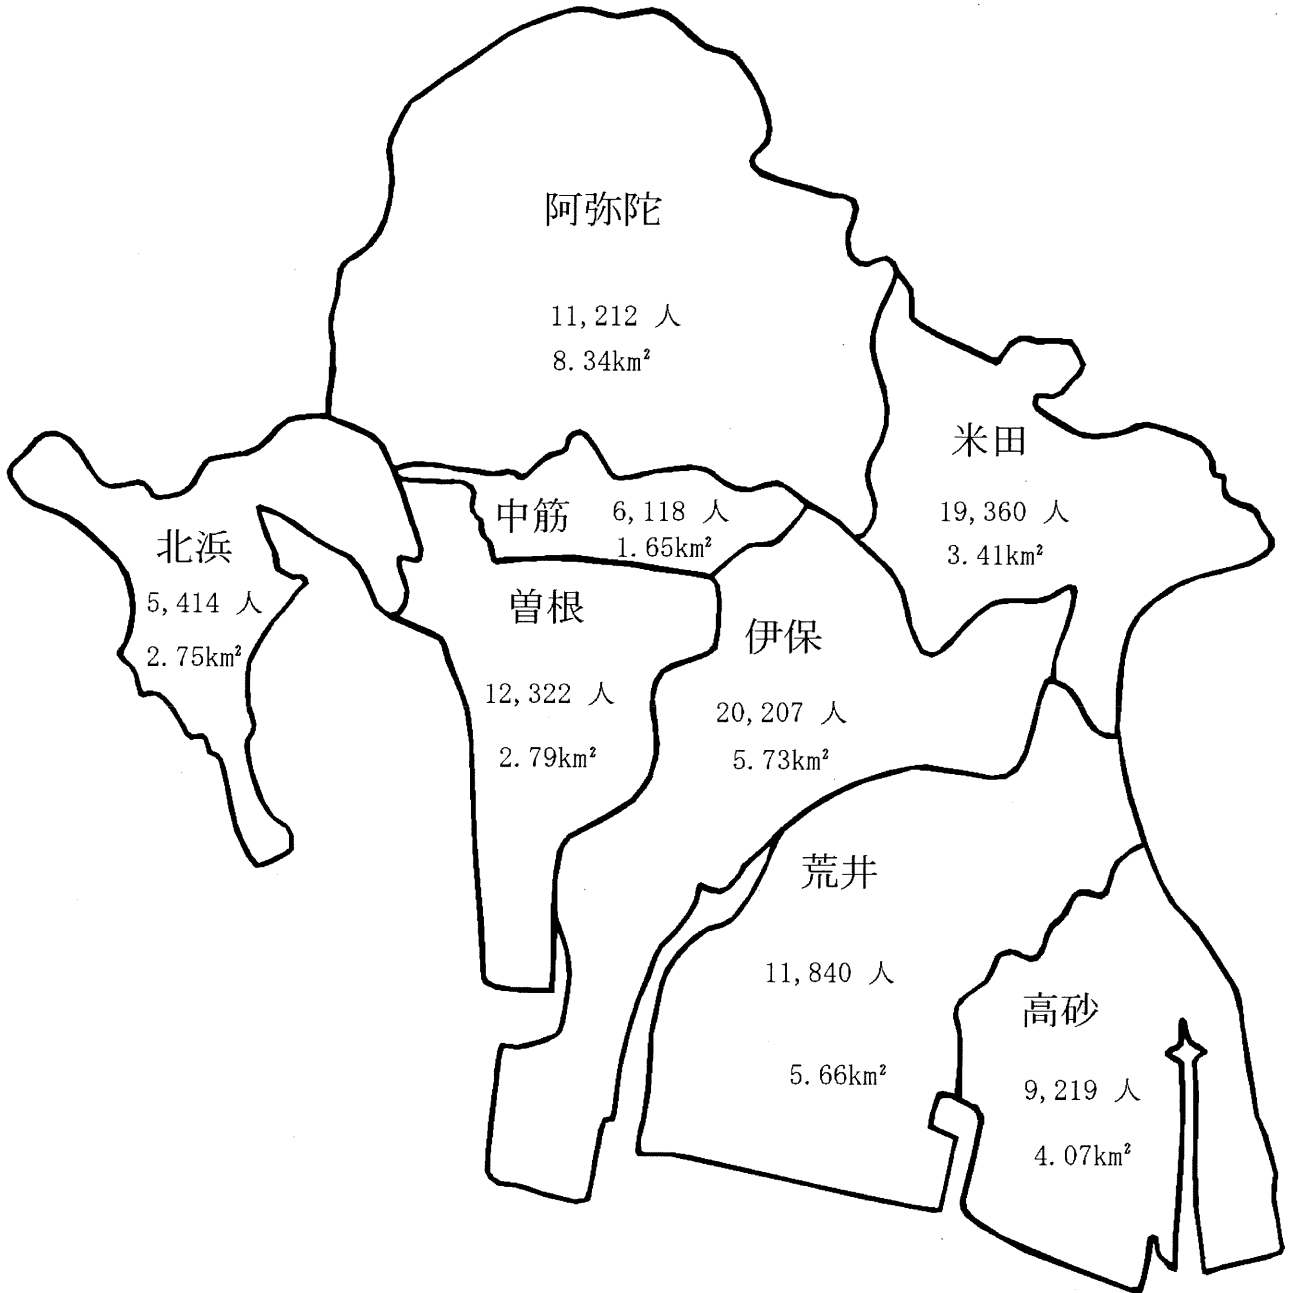 阿弥陀
11,212 人
8.34km²
米田
19,360 人
3.41km²
中筋 6,118 人
1.65km²
北浜
5,414 人
2.75km²
曽根
12,322 人
2.79km²
伊保
20,207 人
5.73km²
荒井
11,840 人
5.66km²
高砂
9,219 人
4.07km²